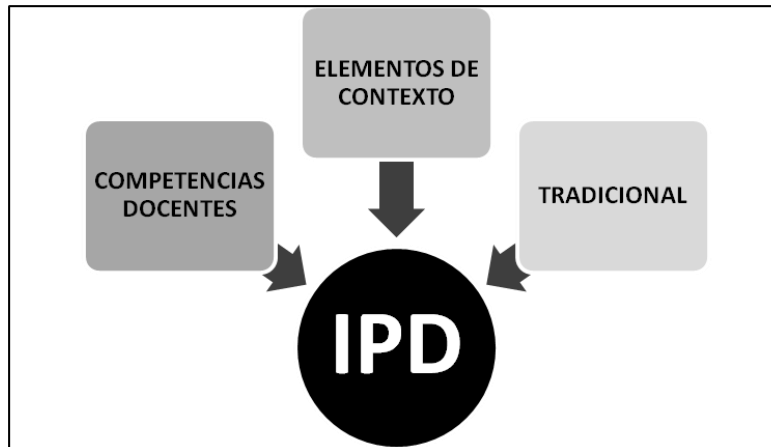 ELEMENTOS DE
CONTEXTO
COMPETENCIAS
DOCENTES
TRADICIONAL
IPD